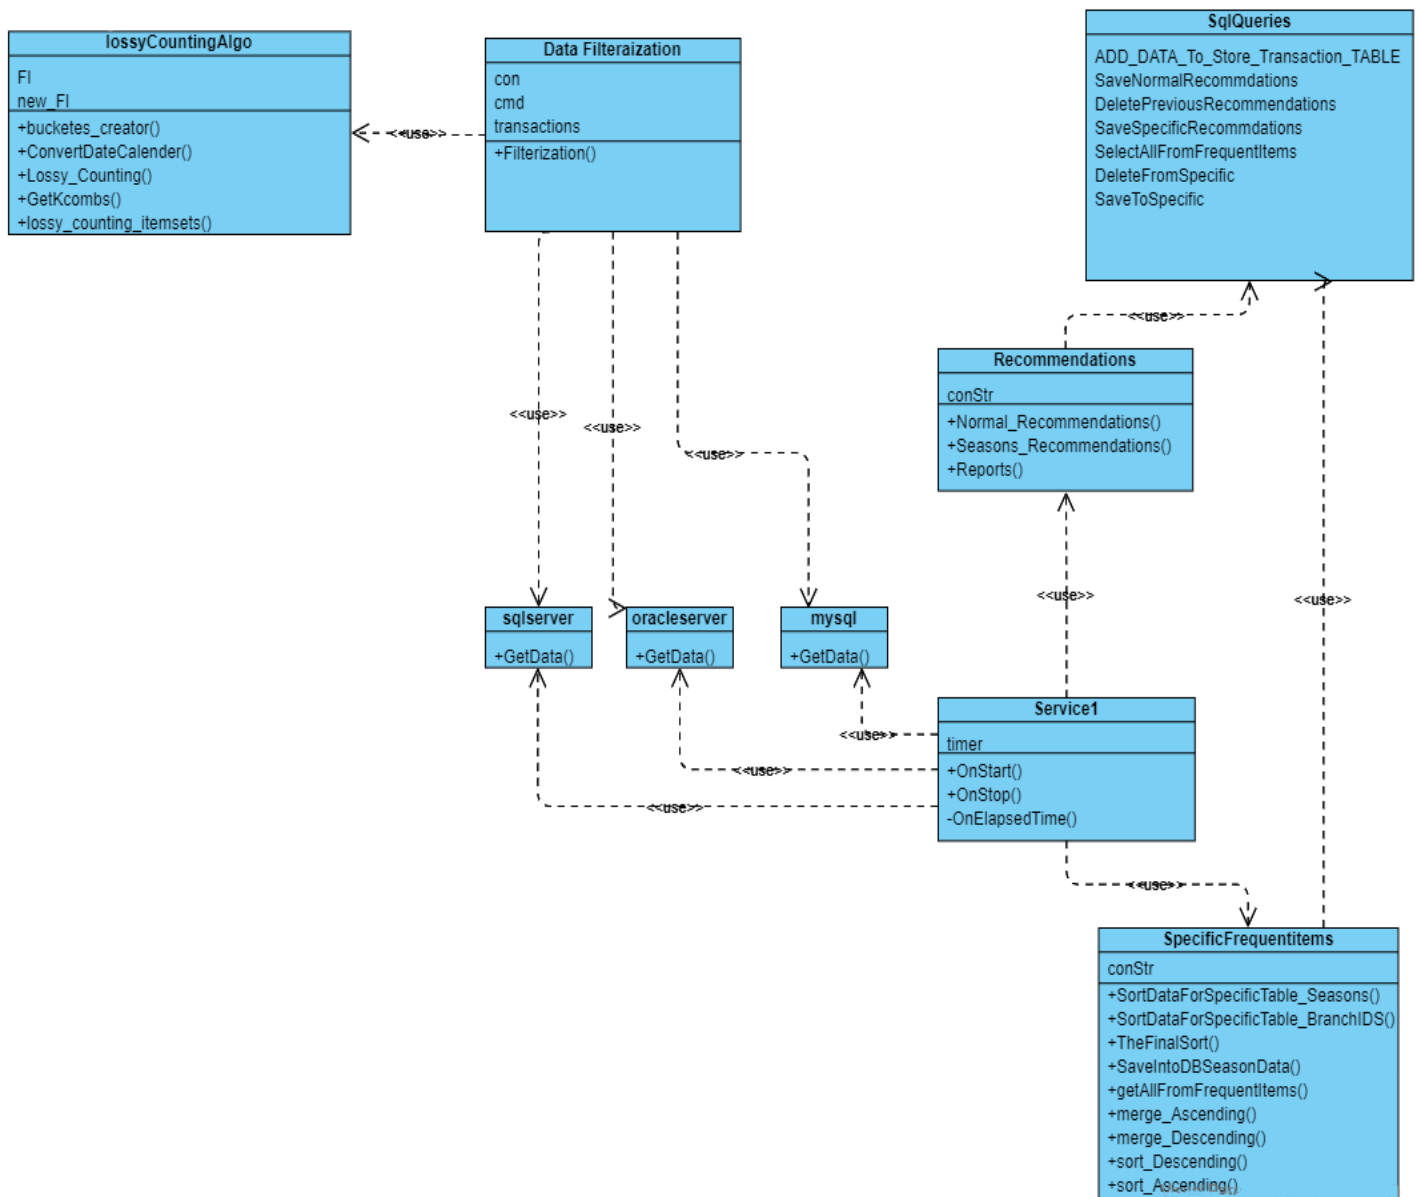 lossyCountingAlgo
FI
new_FI
+bucketes_creator()
+ConvertDateCalender()
+Lossy_Counting()
+GetKcombs()
+lossy_counting_itemsets()
<<use>>
Data Filteraization
con
cmd
transactions
+Filterization()
SqlQueries
ADD_DATA_To_Store_Transaction_TABLE
SaveNormalRecommdations
DeletePreviousRecommendations
SaveSpecificRecommdations
SelectAllFromFrequentItems
DeleteFromSpecific
SaveToSpecific
<<use>>
Recommendations
conStr
+Normal_Recommendations()
+Seasons_Recommendations()
+Reports()
<<use>>
<<use>>
<<use>>
<<use>>
<<use>>
sqlserver
+GetData()
oracleserver
+GetData()
mysql
+GetData()
Service1
timer
+OnStart()
+OnStop()
-OnElapsedTime()
<<use>>
<<use>>
<<use>>
<<use>>
SpecificFrequentitems
conStr
+SortDataForSpecificTable_Seasons()
+SortDataForSpecificTable_BranchIDS()
+TheFinalSort()
+SaveIntoDBSeasonData()
+getAllFromFrequentItems()
+merge_Ascending()
+merge_Descending()
+sort_Descending()
+sort_Ascending()